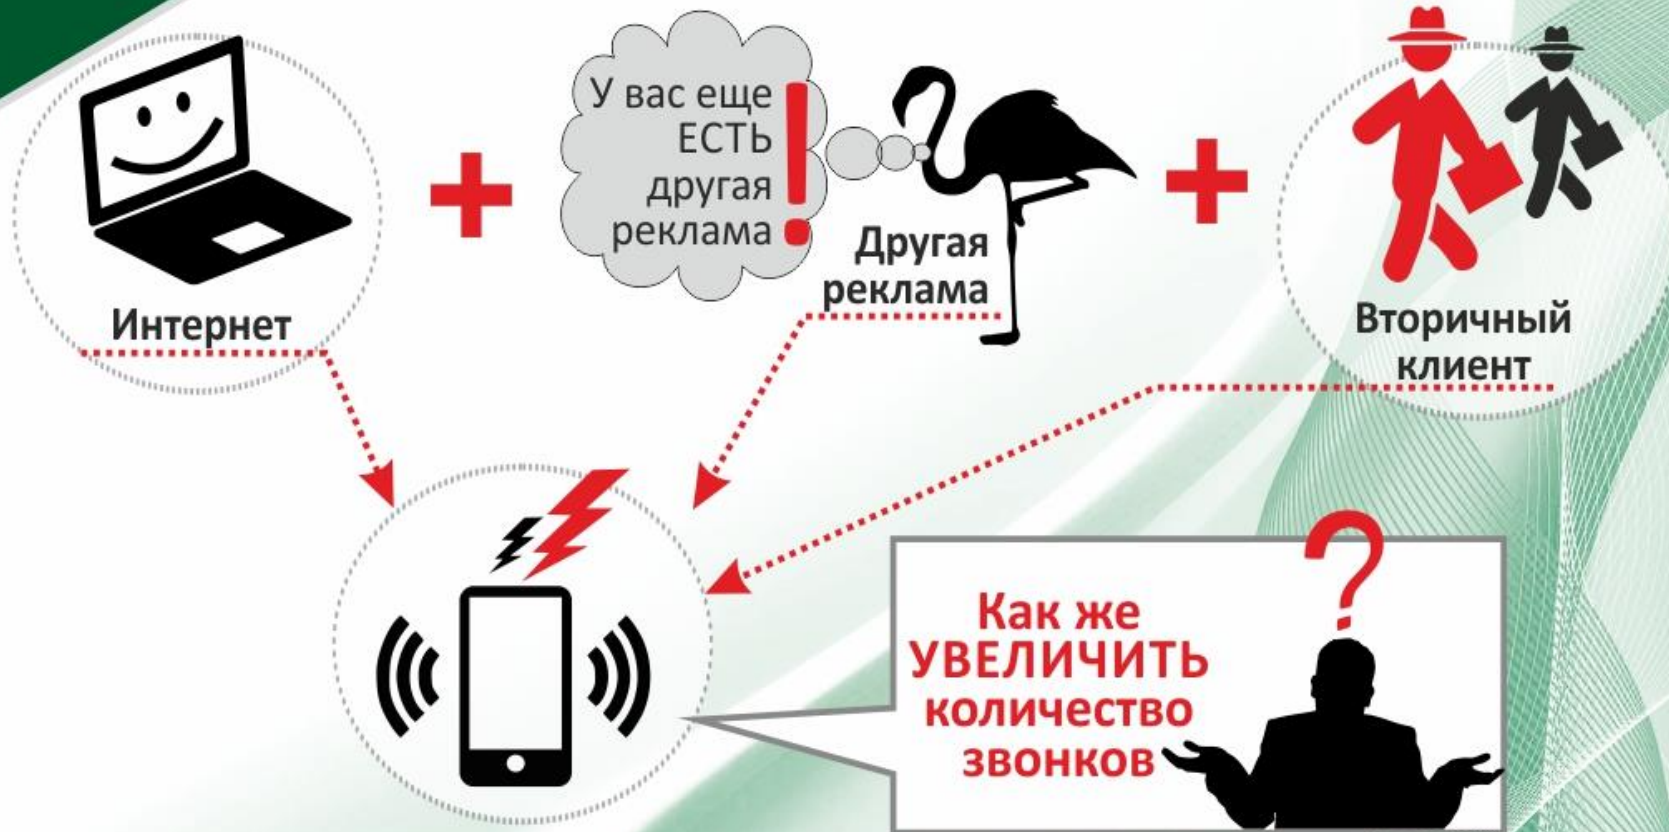 У вас еще
ЕСТЬ
другая
реклама
!
Другая
реклама
Интернет
Вторичный
клиент
?
Как же
УВЕЛИЧИТЬ
количество
звонков